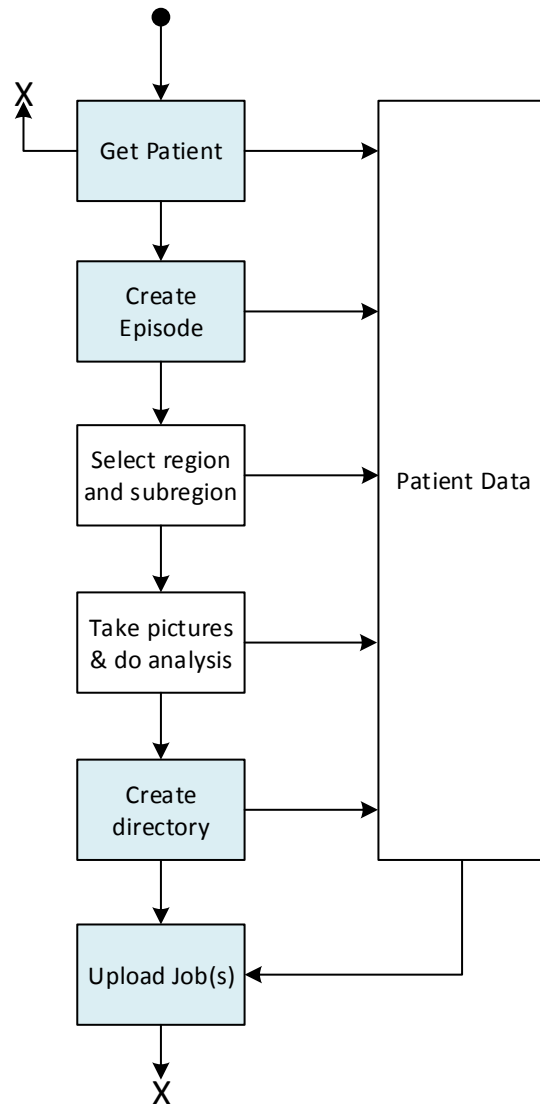 X
Get Patient
Create
Episode
Select region
and subregion
Patient Data
Take pictures
& do analysis
Create
directory
Upload Job(s)
X